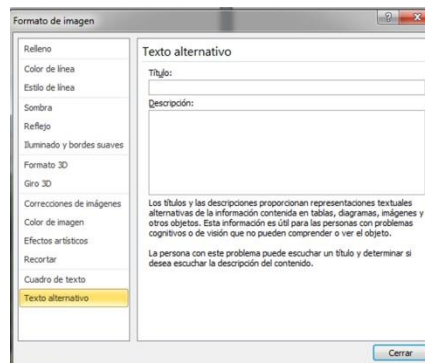 Formato de imagen
Relleno
Color de línea
Estilo de línea
Sombra
Reflejo
Iluminado y bordes suaves
Formato 3D
Giro 3D
Correcciones de imágenes
Color de imagen
Efectos artísticos
Recortar
Cuadro de texto
Texto alternativo
Texto alternativo
Título:
Descripción:
Los títulos y las descripciones proporcionan representaciones textuales
alternativas de la información contenida en tablas, diagramas, imágenes y
otros objetos. Esta información es útil para las personas con problemas
cognitivos o de visión que no pueden comprender o ver el objeto.
La persona con este problema puede escuchar un título y determinar si
desea escuchar la descripción del contenido.
Cerrar